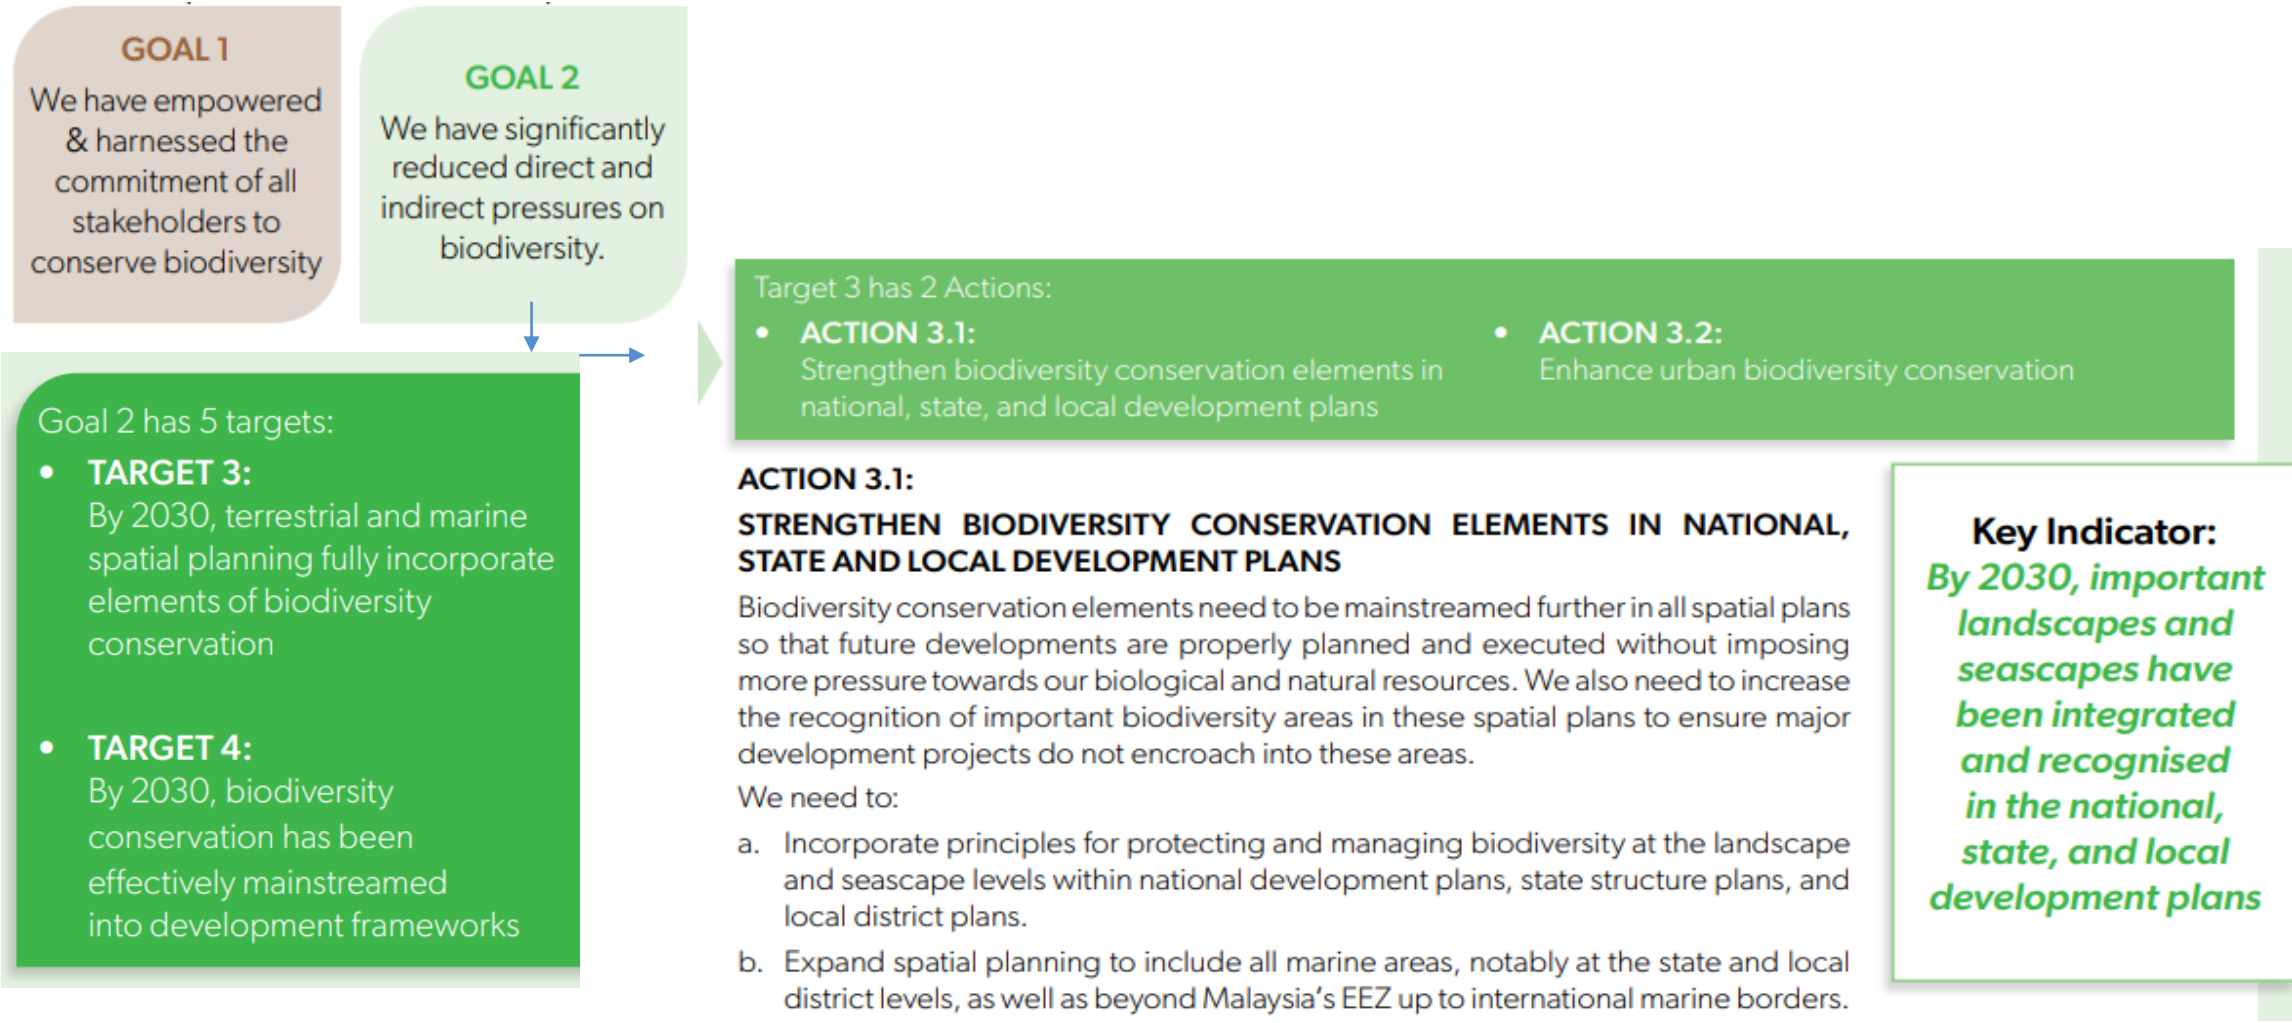 GOAL 1
We have empowered
& harnessed the
commitment of all
stakeholders to
conserve biodiversity
GOAL 2
We have significantly
reduced direct and
indirect pressures on
biodiversity.
Goal 2 has 5 targets:
• TARGET 3:
By 2030, terrestrial and marine
spatial planning fully incorporate
elements of biodiversity
conservation
• TARGET 4:
By 2030, biodiversity
conservation has been
effectively mainstreamed
into development frameworks
Target 3 has 2 Actions:
• ACTION 3.1:
Strengthen biodiversity conservation elements in
national, state, and local development plans
• ACTION 3.2:
Enhance urban biodiversity conservation
ACTION 3.1:
STRENGTHEN BIODIVERSITY CONSERVATION ELEMENTS IN NATIONAL,
STATE AND LOCAL DEVELOPMENT PLANS
Biodiversity conservation elements need to be mainstreamed further in all spatial plans
so that future developments are properly planned and executed without imposing
more pressure towards our biological and natural resources. We also need to increase
the recognition of important biodiversity areas in these spatial plans to ensure major
development projects do not encroach into these areas.
We need to:
a. Incorporate principles for protecting and managing biodiversity at the landscape
and seascape levels within national development plans, state structure plans, and
local district plans.
b. Expand spatial planning to include all marine areas, notably at the state and local
district levels, as well as beyond Malaysia's EEZ up to international marine borders.
Key Indicator:
By 2030, important
landscapes and
seascapes have
been integrated
and recognised
in the national,
state, and local
development plans